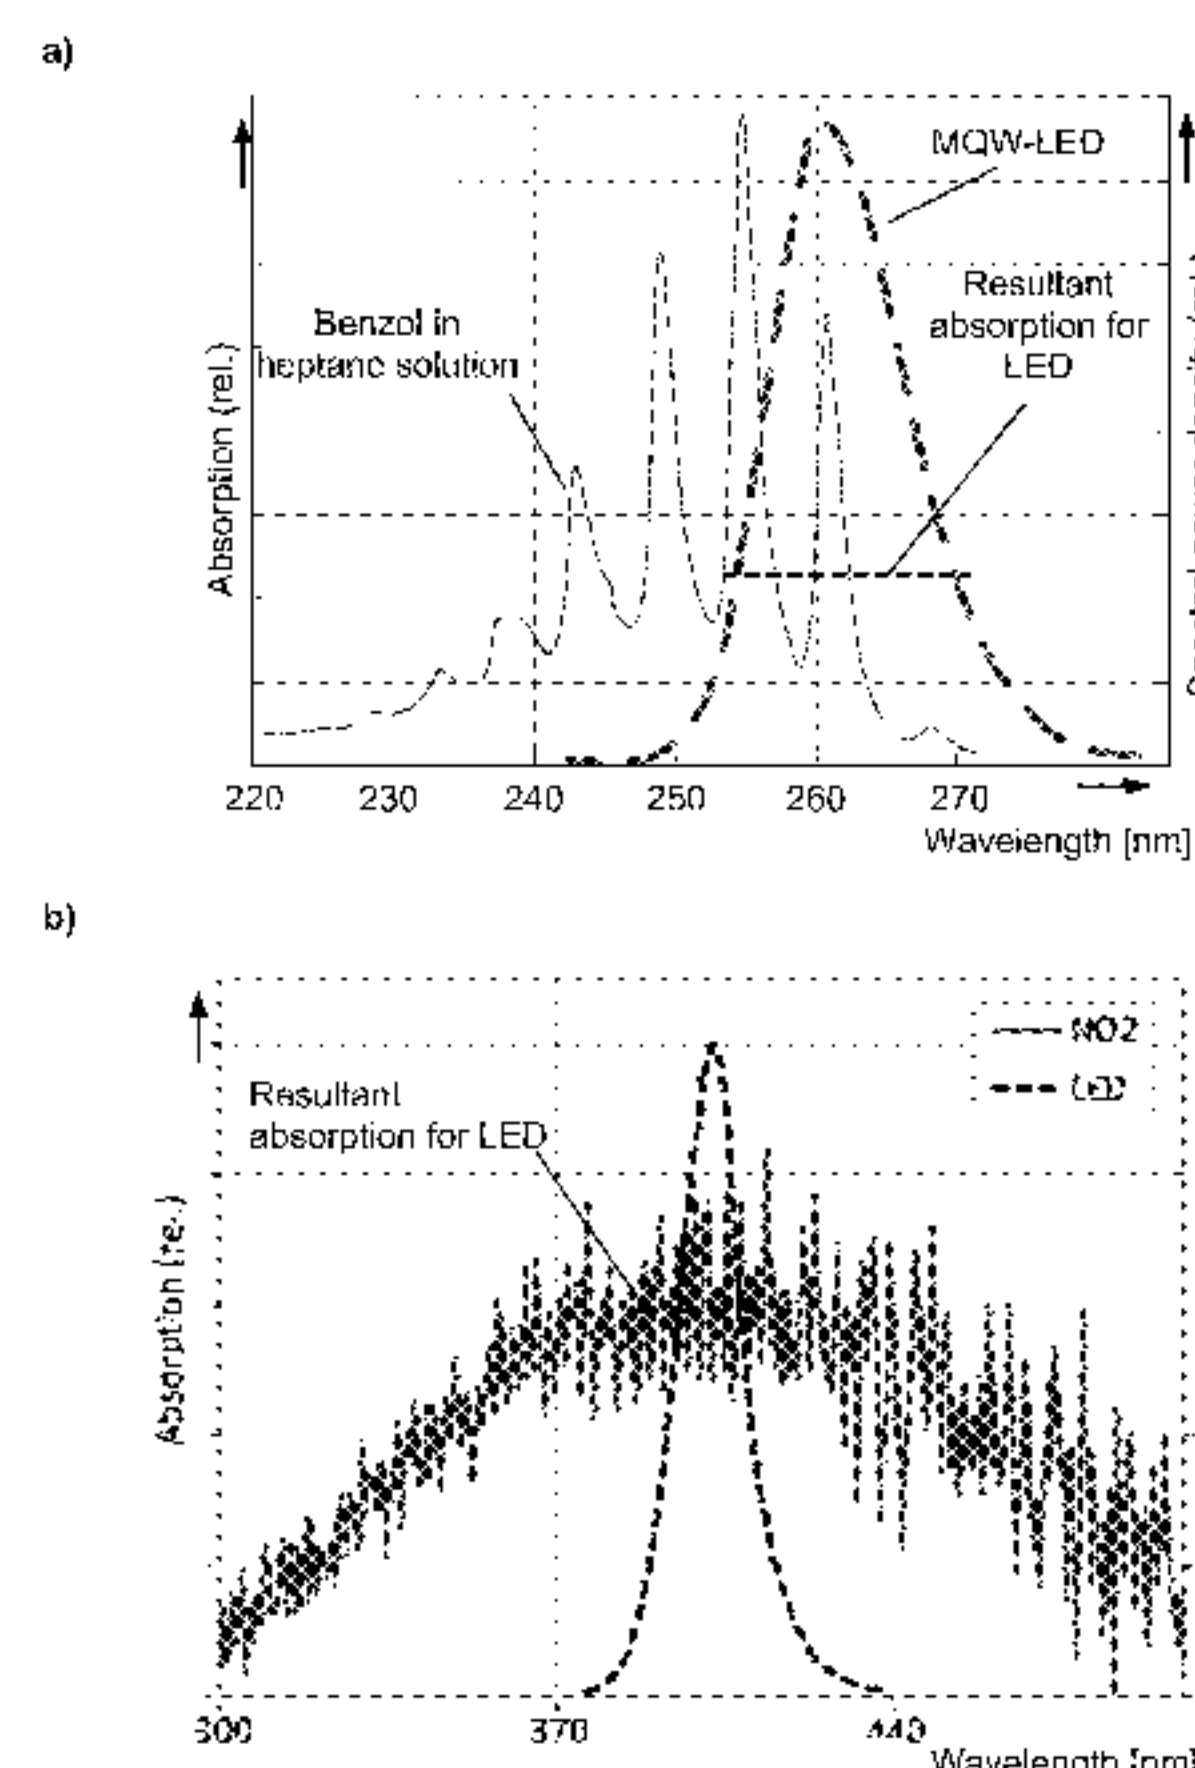 a)
MQW-LED
Resultant
absorption for
LED
Benzol in
heptane solution
Absorption (rel.)
220 230 240 250 260 270
Wavelength [nm]
b)
NO2
LED
Resultant
absorption for LED
Absorption (rel.)
300 370 440
Wavelength [nm]